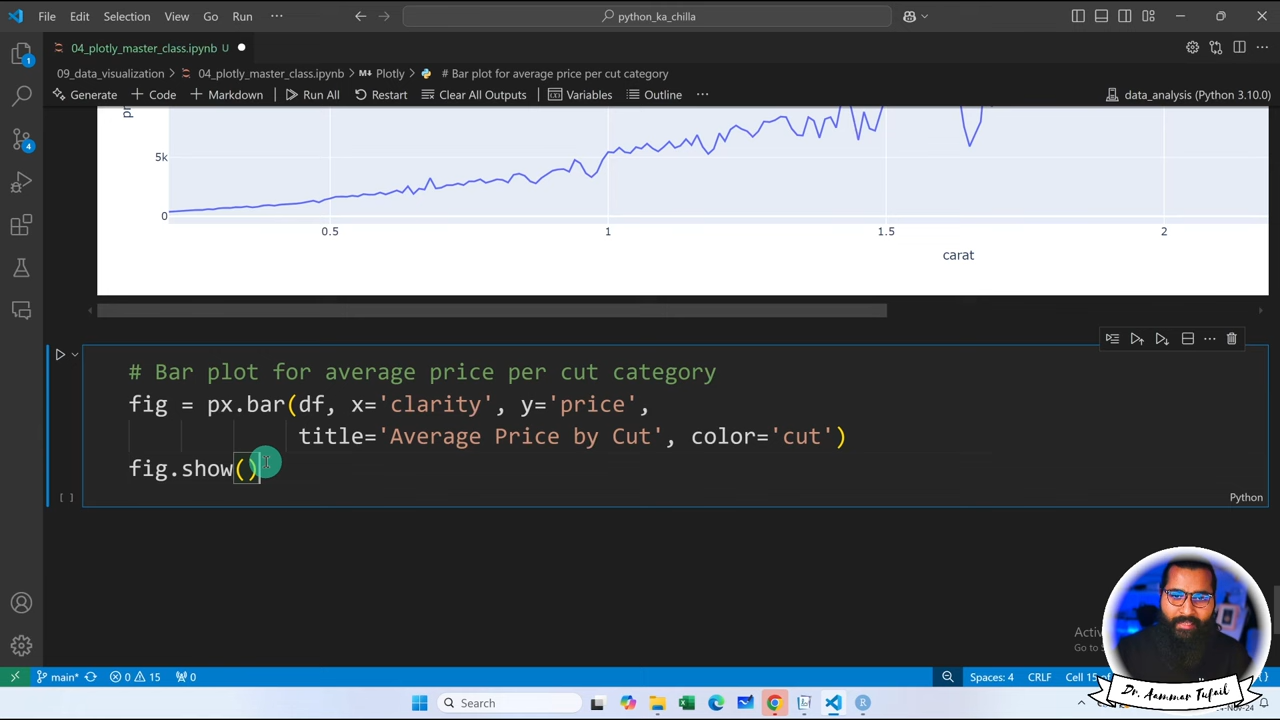 File Edit Selection View Go Run ··· python_ka_chilla
04_plotly_master_class.ipynb U
09_data_visualization > 04_plotly_master_class.ipynb > Plotly > # Bar plot for average price per cut category
Generate + Code + Markdown Run All Restart Clear All Outputs Variables Outline ··· data_analysis (Python 3.10.0)
5k
0
0.5 1 1.5 2
carat
# Bar plot for average price per cut category
fig = px.bar(df, x='clarity', y='price',
title='Average Price by Cut', color='cut')
fig.show()
[ ] Python
main* 0 15 0 Spaces: 4 CRLF
Search
Dr. Aammar Tufail